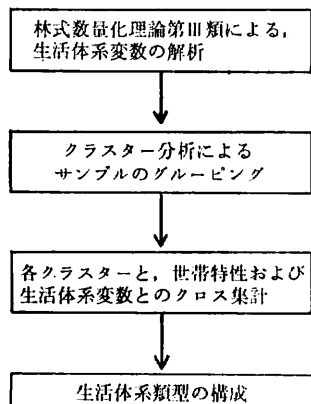 林式数量化理論第Ⅲ類による，
生活体系変数の解析
クラスター分析による
サンプルのグルーピング
各クラスターと，世帯特性および
生活体系変数とのクロス集計
生活体系類型の構成